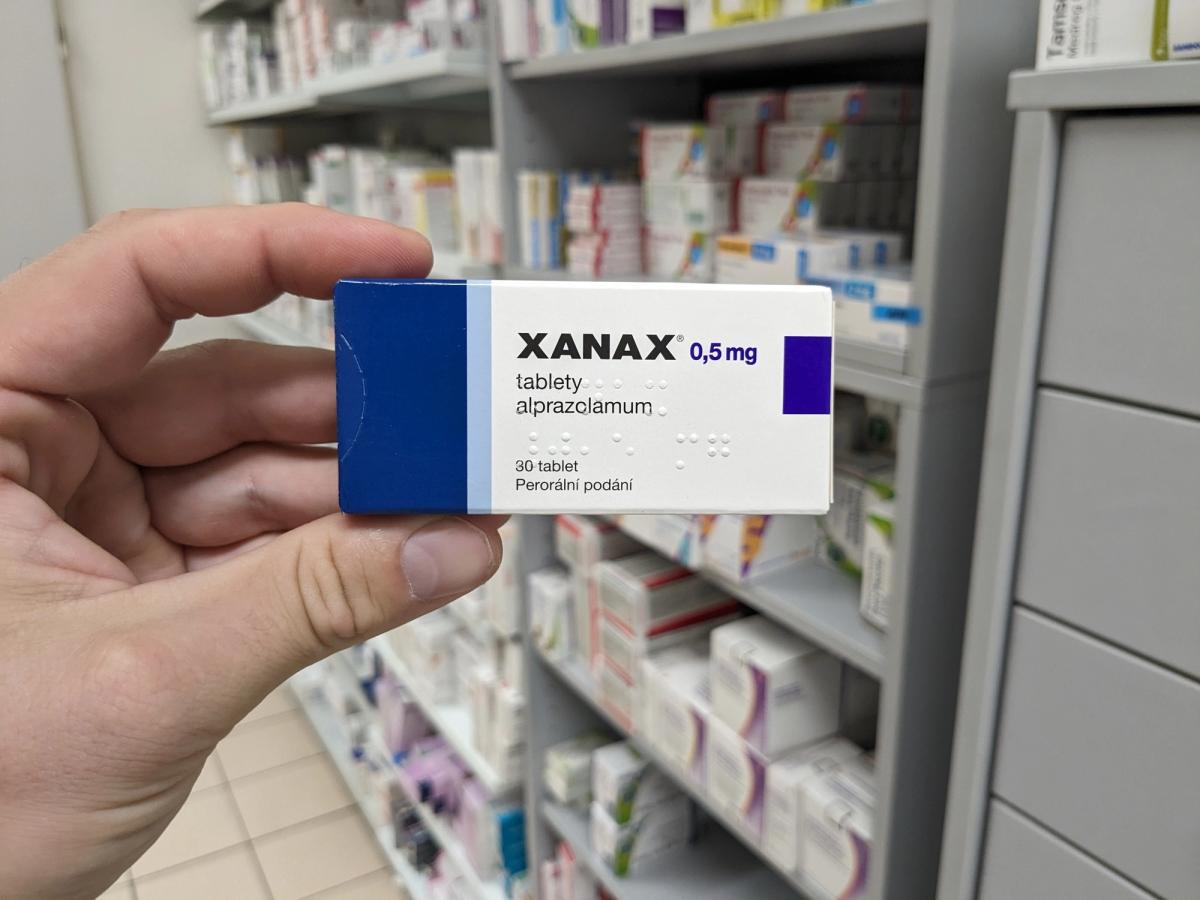 XANAX® 0,5 mg
tablety
alprazolamum
30 tablet
Perorální podání